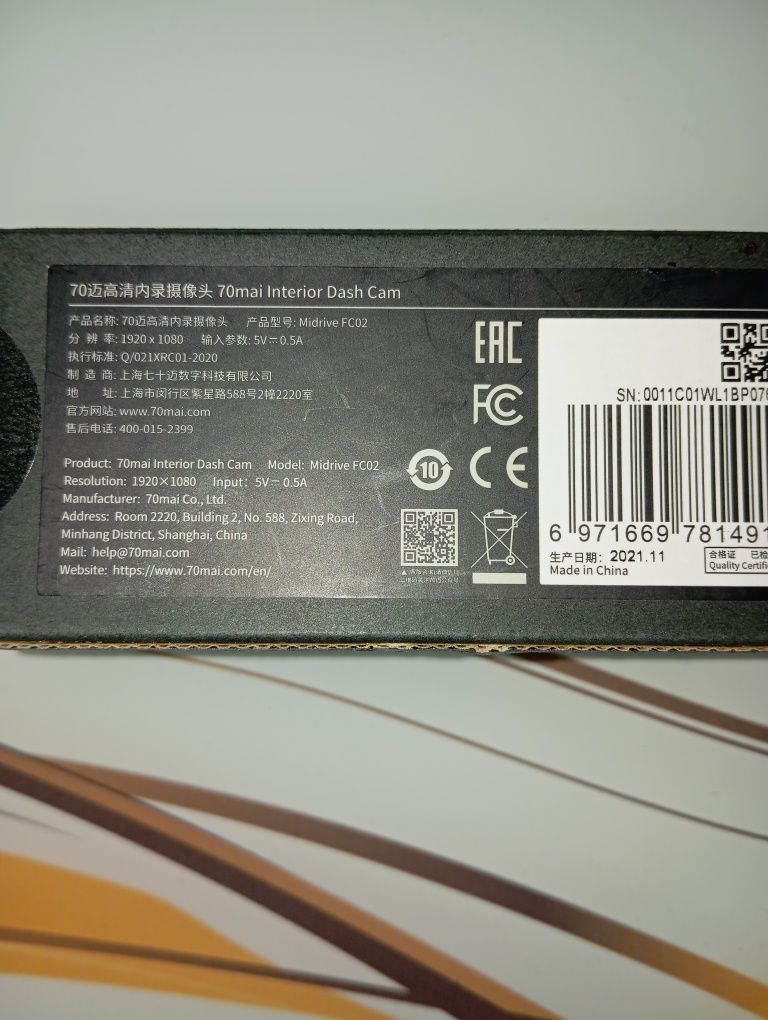 70迈高清内录摄像头 70mai Interior Dash Cam
产品名称: 70迈高清内录摄像头 产品型号: Midrive FC02
分 辨 率: 1920 x 1080 输入参数: 5V⎓0.5A
执行标准: Q/021XRC01-2020
制 造 商: 上海七十迈数字科技有限公司
地 址: 上海市闵行区紫星路588号2幢2220室
官方网站: www.70mai.com
售后电话: 400-015-2399
Product: 70mai Interior Dash Cam Model: Midrive FC02
Resolution: 1920×1080 Input: 5V⎓0.5A
Manufacturer: 70mai Co., Ltd.
Address: Room 2220, Building 2, No. 588, Zixing Road,
Minhang District, Shanghai, China
Mail: help@70mai.com
Website: https://www.70mai.com/en/
EAC
FC
10
CE
SN: 0011C01WL1BP076
6 971669 781491
生产日期: 2021.11
Made in China
合格证 已检
Quality Certifi